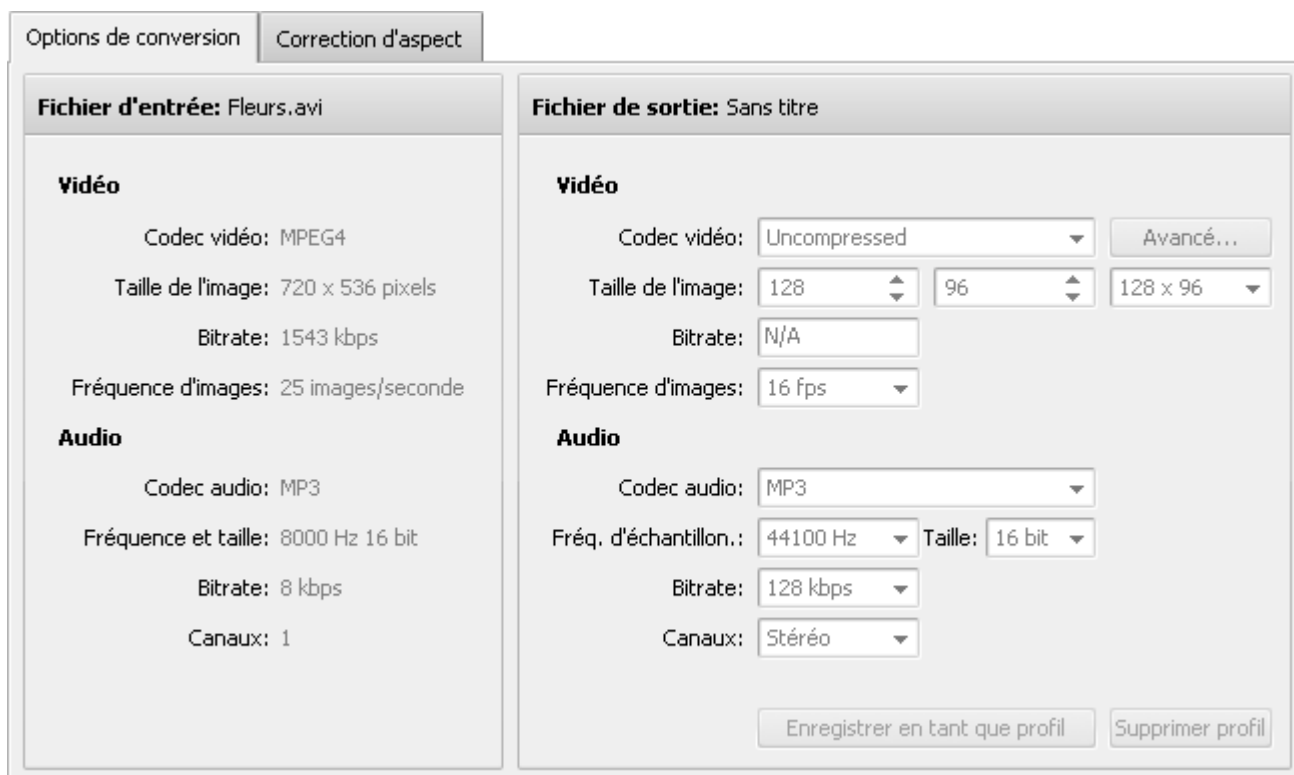 Options de conversion
Correction d'aspect
Fichier d'entrée: Fleurs.avi
Vidéo
Codec vidéo: MPEG4
Taille de l'image: 720 x 536 pixels
Bitrate: 1543 kbps
Fréquence d'images: 25 images/seconde
Audio
Codec audio: MP3
Fréquence et taille: 8000 Hz 16 bit
Bitrate: 8 kbps
Canaux: 1
Fichier de sortie: Sans titre
Vidéo
Codec vidéo: Uncompressed Avancé...
Taille de l'image: 128 96 128 x 96
Bitrate: N/A
Fréquence d'images: 16 fps
Audio
Codec audio: MP3
Fréq. d'échantillon.: 44100 Hz Taille: 16 bit
Bitrate: 128 kbps
Canaux: Stéréo
Enregistrer en tant que profil Supprimer profil